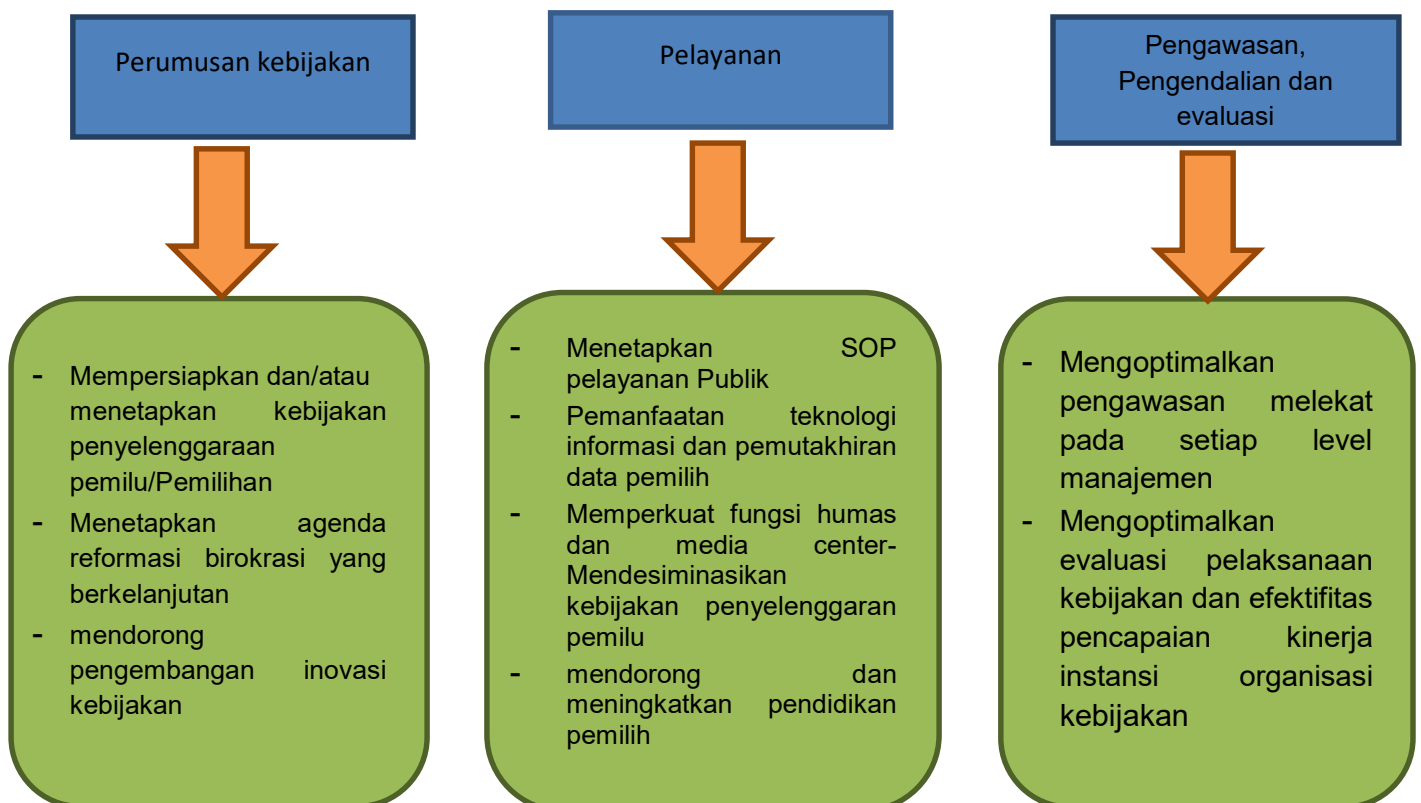 Perumusan kebijakan
- Mempersiapkan dan/atau
menetapkan kebijakan
penyelenggaraan
pemilu/Pemilihan
- Menetapkan agenda
reformasi birokrasi yang
berkelanjutan
- mendorong
pengembangan inovasi
kebijakan
Pelayanan
- Menetapkan SOP
pelayanan Publik
- Pemanfaatan teknologi
informasi dan pemutakhiran
data pemilih
- Memperkuat fungsi humas
dan media center-
Mendesiminasikan
kebijakan penyelenggaran
pemilu
- mendorong dan
meningkatkan pendidikan
pemilih
Pengawasan,
Pengendalian dan
evaluasi
- Mengoptimalkan
pengawasan melekat
pada setiap level
manajemen
- Mengoptimalkan
evaluasi pelaksanaan
kebijakan dan efektifitas
pencapaian kinerja
instansi organisasi
kebijakan